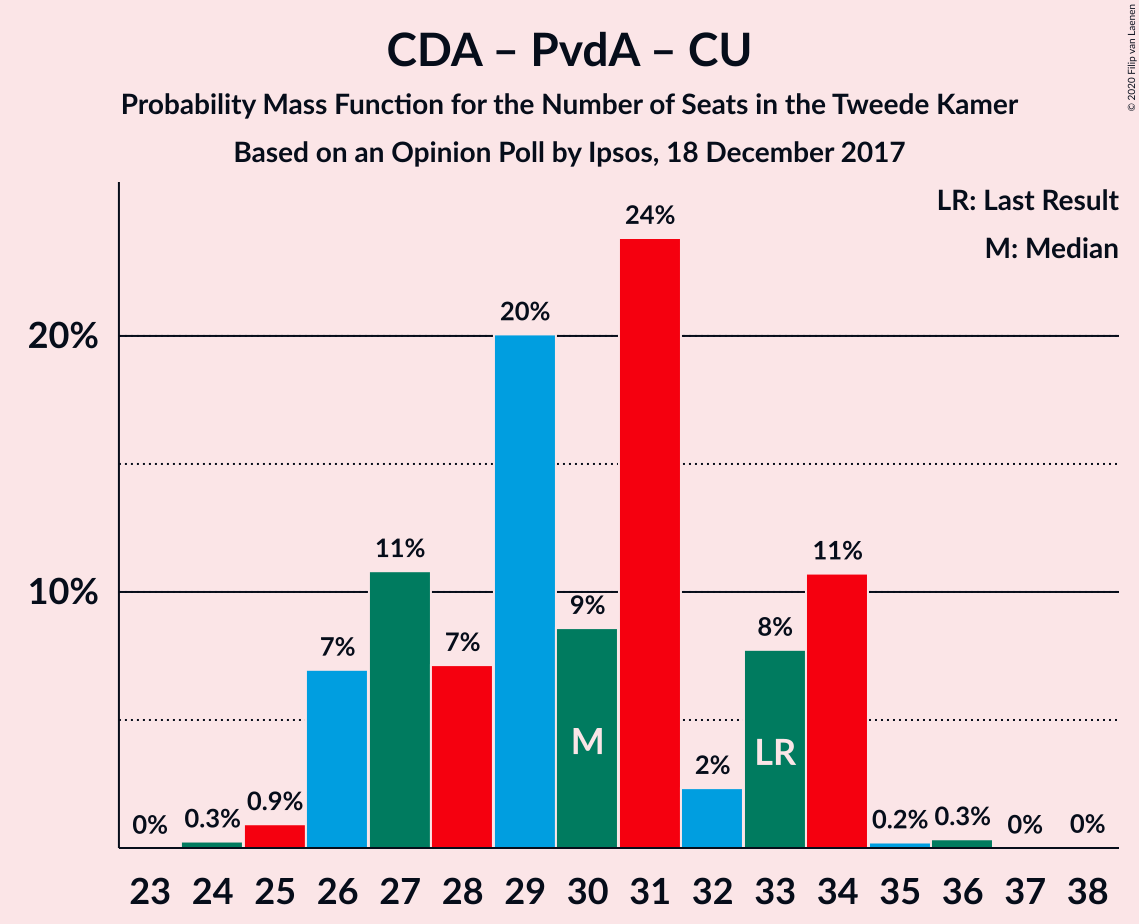 CDA – PvdA – CU
Probability Mass Function for the Number of Seats in the Tweede Kamer
Based on an Opinion Poll by Ipsos, 18 December 2017
© 2020 Filip van Laenen
LR: Last Result
M: Median
20%
10%
0%
0.3%
0.9%
7%
11%
7%
20%
9%
24%
2%
8%
11%
0.2%
0.3%
0%
0%
M
LR
23 24 25 26 27 28 29 30 31 32 33 34 35 36 37 38